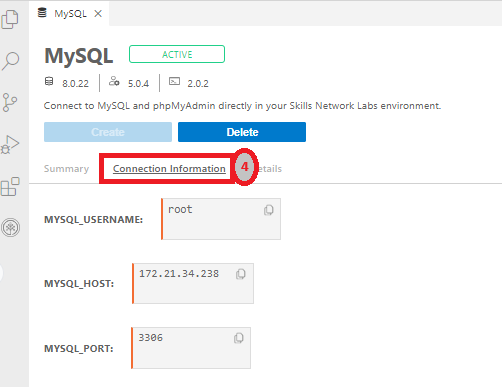 MySQL
MySQL ACTIVE
8.0.22 5.0.4 2.0.2
Connect to MySQL and phpMyAdmin directly in your Skills Network Labs environment.
Create Delete
Summary Connection Information 4 etails
MYSQL_USERNAME: root
MYSQL_HOST: 172.21.34.238
MYSQL_PORT: 3306